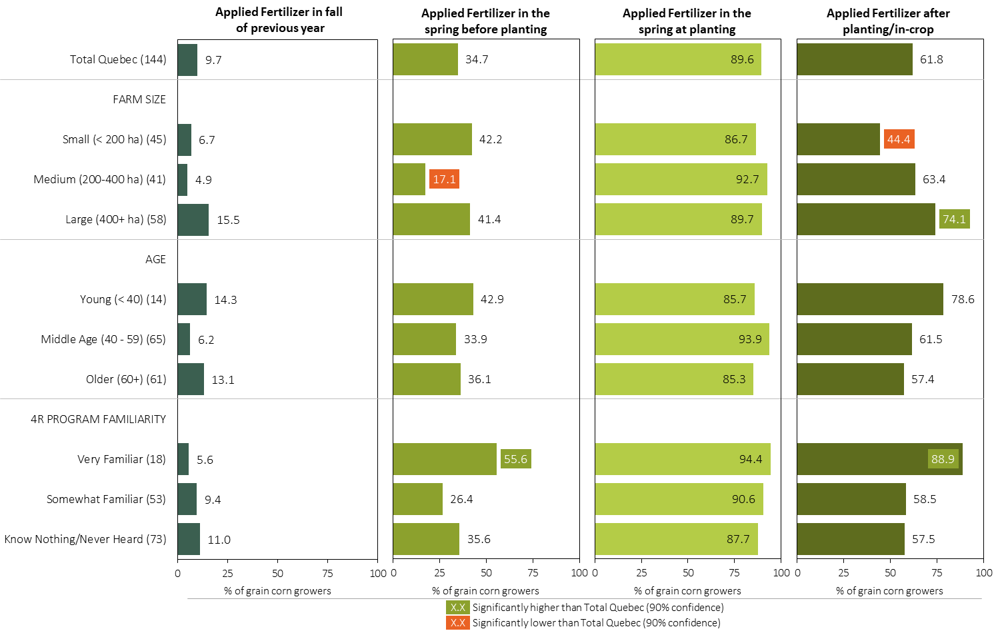 Applied Fertilizer in fall
of previous year
Applied Fertilizer in the
spring before planting
Applied Fertilizer in the
spring at planting
Applied Fertilizer after
planting/in-crop
Total Quebec (144) 9.7 34.7 89.6 61.8
FARM SIZE
Small (< 200 ha) (45) 6.7 42.2 86.7 44.4
Medium (200-400 ha) (41) 4.9 17.1 92.7 63.4
Large (400+ ha) (58) 15.5 41.4 89.7 74.1
AGE
Young (< 40) (14) 14.3 42.9 85.7 78.6
Middle Age (40 - 59) (65) 6.2 33.9 93.9 61.5
Older (60+) (61) 13.1 36.1 85.3 57.4
4R PROGRAM FAMILIARITY
Very Familiar (18) 5.6 55.6 94.4 88.9
Somewhat Familiar (53) 9.4 26.4 90.6 58.5
Know Nothing/Never Heard (73) 11.0 35.6 87.7 57.5
0 25 50 75 100 0 25 50 75 100 0 25 50 75 100 0 25 50 75 100
% of grain corn growers % of grain corn growers % of grain corn growers % of grain corn growers
X.X Significantly higher than Total Quebec (90% confidence)
X.X Significantly lower than Total Quebec (90% confidence)